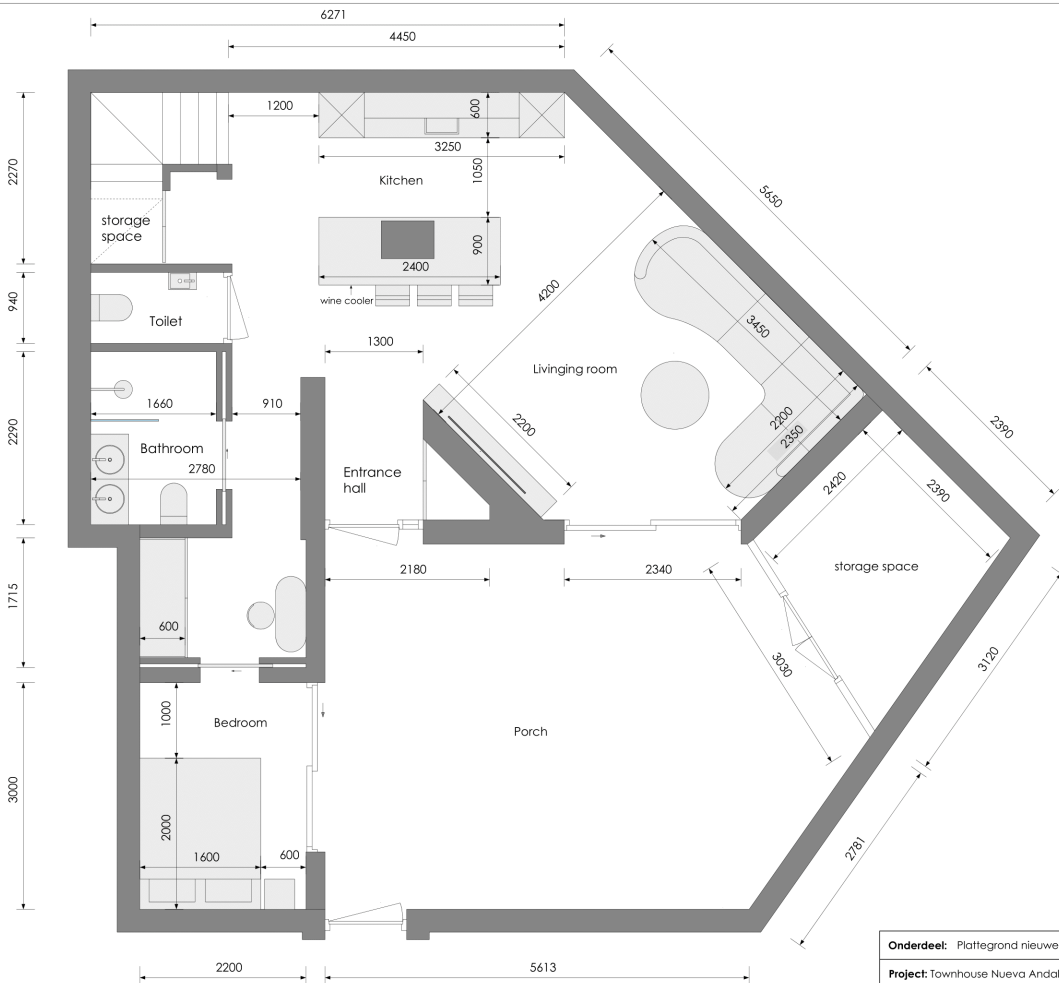 6271
4450
1200
600
3250
2270
1050
Kitchen
5650
storage
space
900
2400
wine cooler
4200
940
Toilet
3450
1300
Livinging room
2390
2290
1660
910
2200
2200
2350
Bathroom
2780
Entrance
hall
2420
2390
1715
2180
2340
storage space
600
3030
3120
1000
Bedroom
Porch
3000
2000
1600
600
2781
2200
5613
Onderdeel: Plattegrond nieuwe
Project: Townhouse Nueva Andal